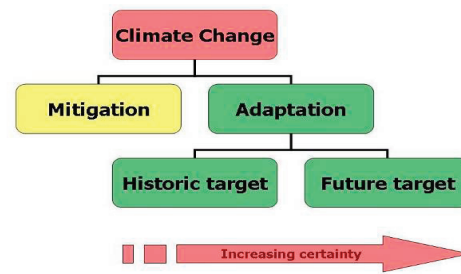 Climate Change
Mitigation
Adaptation
Historic target
Future target
Increasing certainty